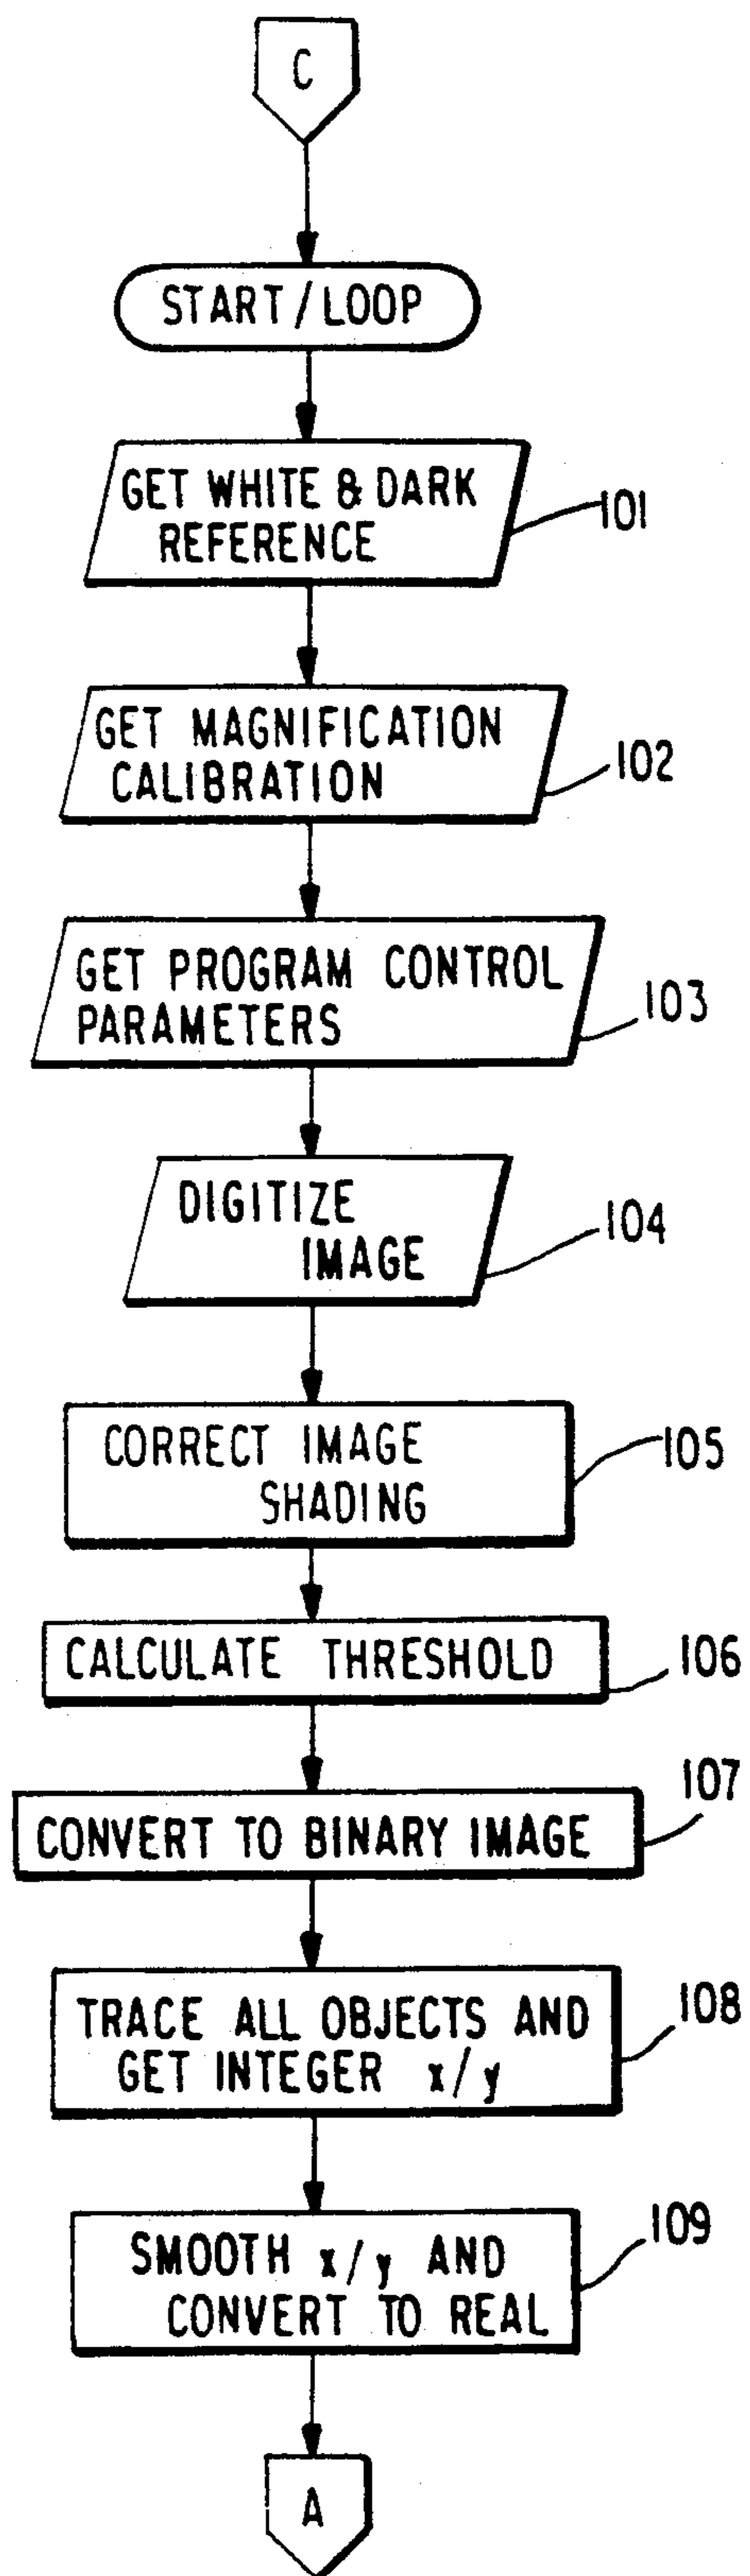 C
START / LOOP
GET WHITE & DARK
REFERENCE
101
GET MAGNIFICATION
CALIBRATION
102
GET PROGRAM CONTROL
PARAMETERS
103
DIGITIZE
IMAGE
104
CORRECT IMAGE
SHADING
105
CALCULATE THRESHOLD
106
CONVERT TO BINARY IMAGE
107
TRACE ALL OBJECTS AND
GET INTEGER x/y
108
SMOOTH x/y AND
CONVERT TO REAL
109
A